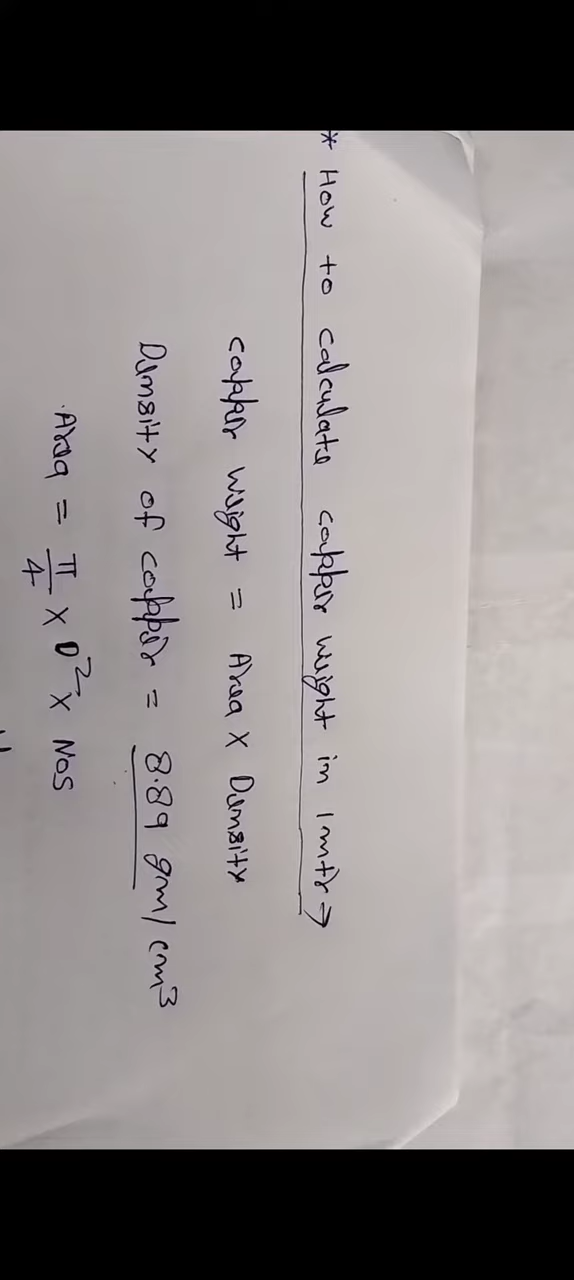 * How to calculate copper weight in 1 mtr →
copper weight = Area X Density
Density of copper = 8.89 gm/cm³
Area = π/4 X D² X Nos